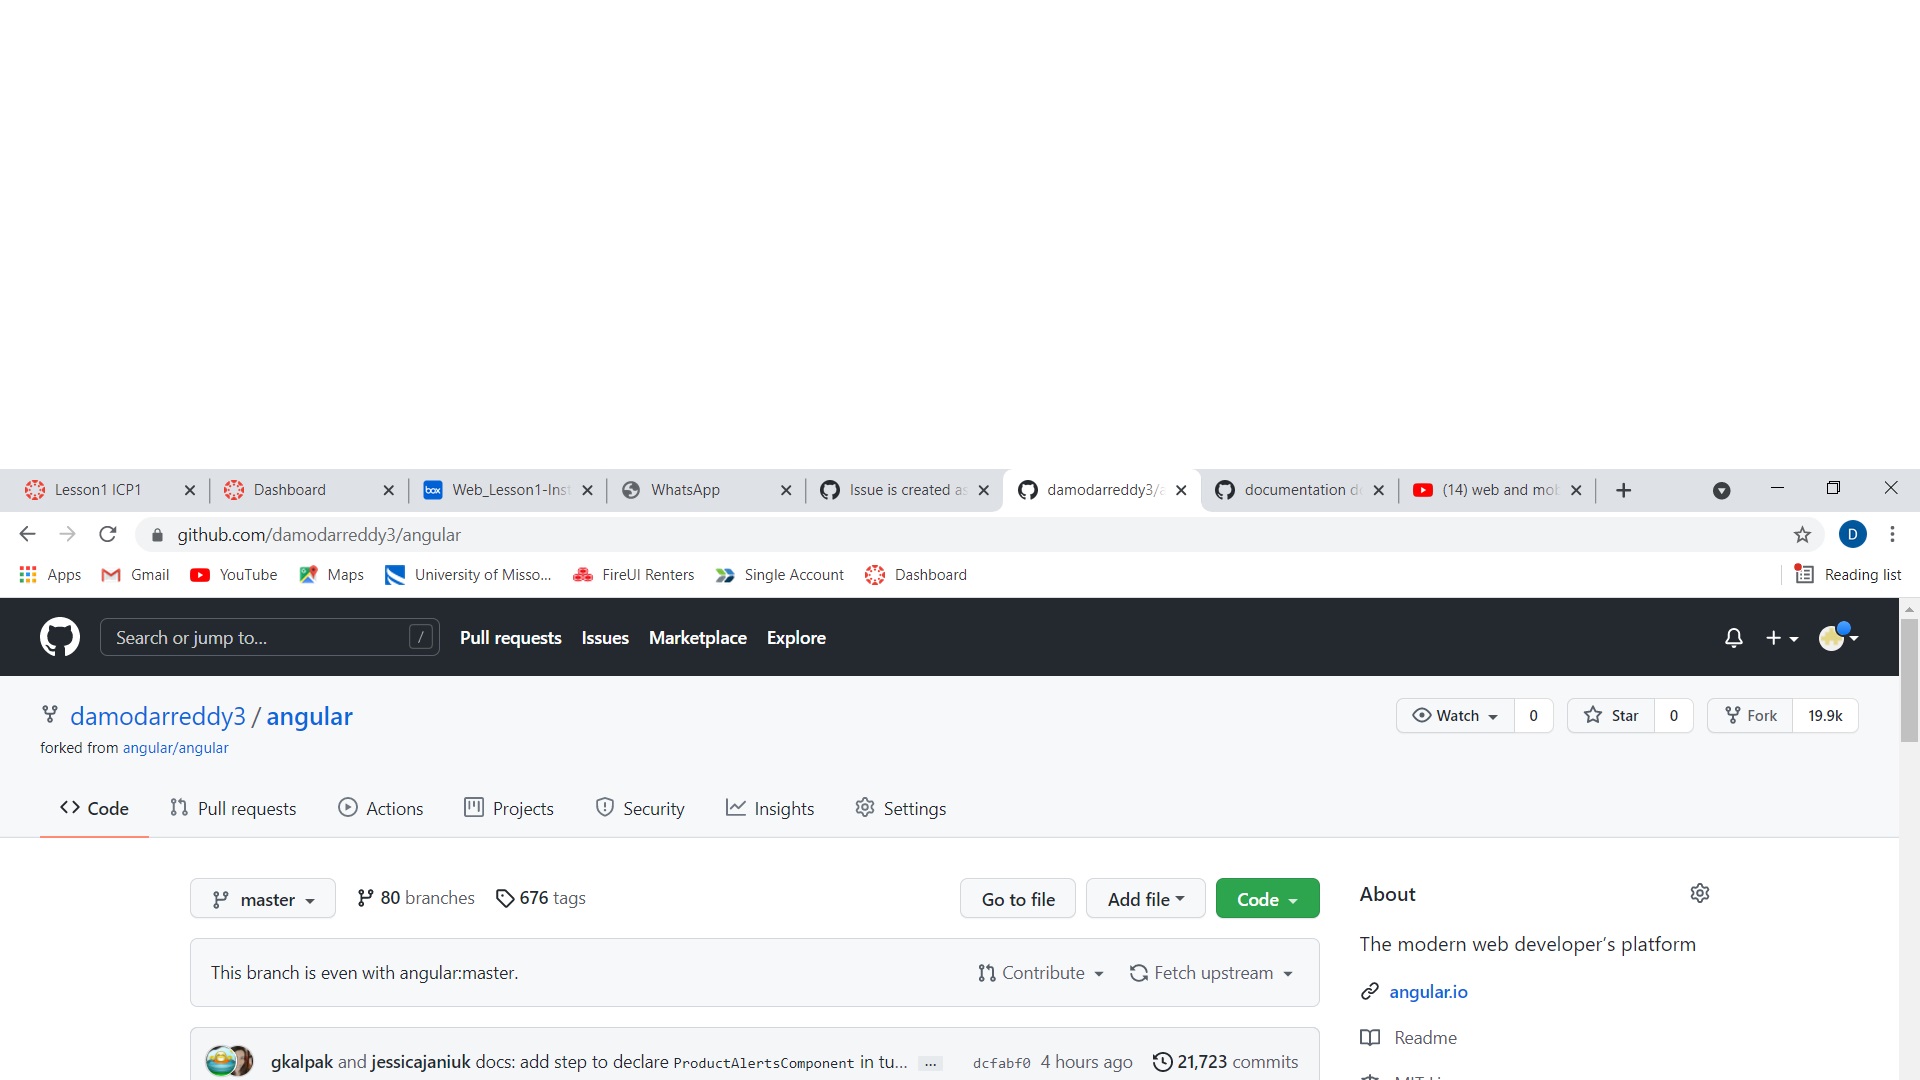 Lesson1 ICP1 Dashboard Web_Lesson1-Inst WhatsApp Issue is created as damodarreddy3/a documentation de (14) web and mob
github.com/damodarreddy3/angular D
Apps Gmail YouTube Maps University of Misso... FireUI Renters Single Account Dashboard Reading list
Search or jump to... / Pull requests Issues Marketplace Explore
damodarreddy3 / angular Watch 0 Star 0 Fork 19.9k
forked from angular/angular
Code Pull requests Actions Projects Security Insights Settings
master 80 branches 676 tags Go to file Add file Code About
The modern web developer's platform
This branch is even with angular:master. Contribute Fetch upstream
angular.io
Readme
gkalpak and jessicajaniuk docs: add step to declare ProductAlertsComponent in tu... ... dcfabf0 4 hours ago 21,723 commits